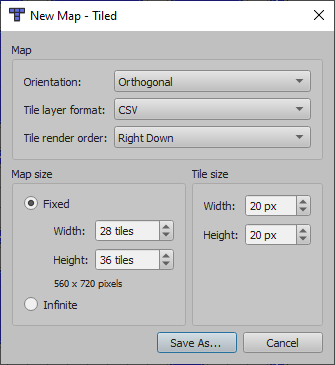 New Map - Tiled
Map
Orientation: Orthogonal
Tile layer format: CSV
Tile render order: Right Down
Map size
Fixed
Width: 28 tiles
Height: 36 tiles
560 x 720 pixels
Infinite
Tile size
Width: 20 px
Height: 20 px
Save As...
Cancel